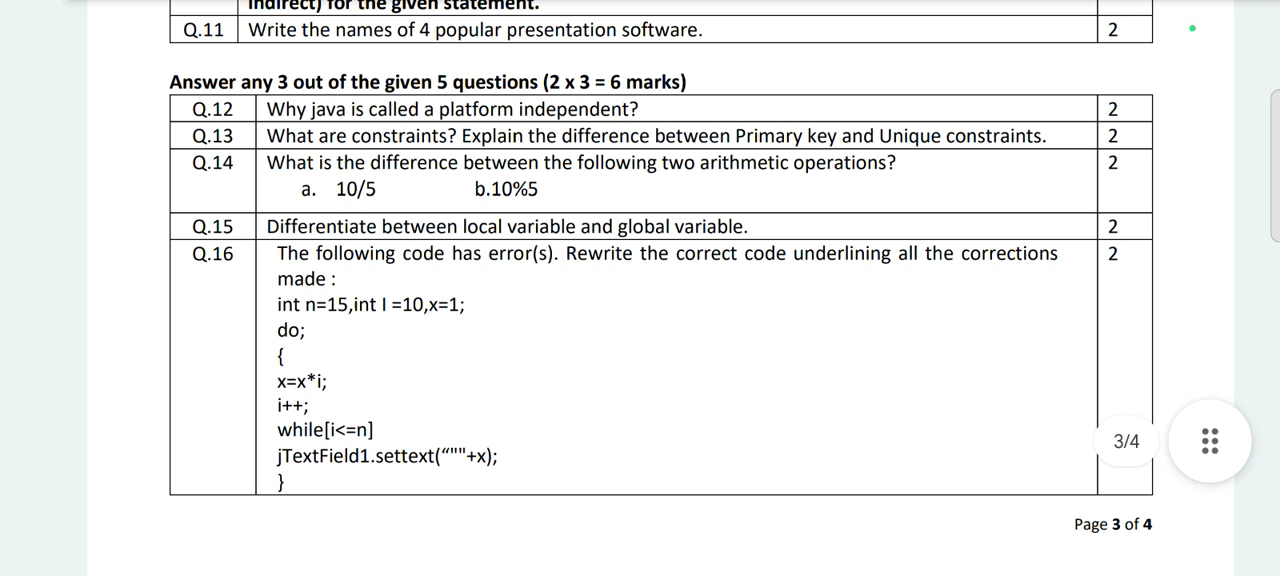 indirect) for the given statement.
Q.11 Write the names of 4 popular presentation software. 2
Answer any 3 out of the given 5 questions (2 x 3 = 6 marks)
Q.12 Why java is called a platform independent? 2
Q.13 What are constraints? Explain the difference between Primary key and Unique constraints. 2
Q.14 What is the difference between the following two arithmetic operations? 2
a. 10/5 b.10%5
Q.15 Differentiate between local variable and global variable. 2
Q.16 The following code has error(s). Rewrite the correct code underlining all the corrections 2
made :
int n=15,int I =10,x=1;
do;
{
x=x*i;
i++;
while[i<=n]
3/4
jTextField1.settext(“""+x);
}
Page 3 of 4